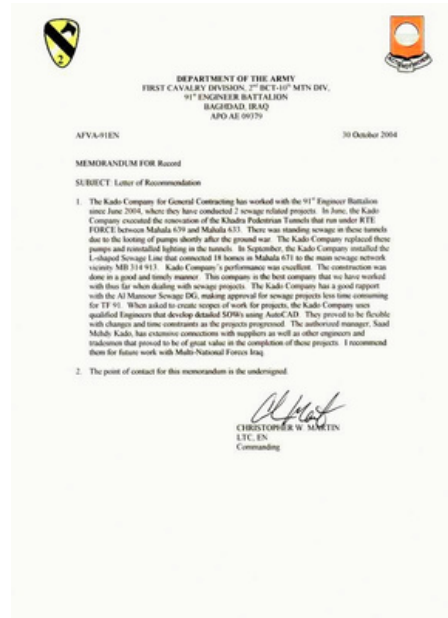 2
DEPARTMENT OF THE ARMY
FIRST CAVALRY DIVISION, 2ND BCT-10th MTN DIV,
91st ENGINEER BATTALION
BAGHDAD, IRAQ
APO AE 09379
AFVA-91EN 30 October 2004
MEMORANDUM FOR Record
SUBJECT: Letter of Recommendation
1. The Kado Company for General Contracting has worked with the 91st Engineer Battalion
since June 2004, where they have conducted 2 sewage related projects. In June, the Kado
Company executed the renovation of the Khadra Pedestrian Tunnels that run under RTE
FORCE between Mahala 639 and Mahala 633. There was standing sewage in these tunnels
due to the looting of pumps shortly after the ground war. The Kado Company replaced these
pumps and reinstalled lighting in the tunnels. In September, the Kado Company installed the
L-shaped Sewage Line that connected 18 homes in Mahala 671 to the main sewage network
vicinity MB 314 913. Kado Company's performance was excellent. The construction was
done in a good and timely manner. This company is the best company that we have worked
with thus far when dealing with sewage projects. The Kado Company has a good rapport
with the Al Mansour Sewage DG, making approval for sewage projects less time consuming
for TF 91. When asked to create scopes of work for projects, the Kado Company uses
qualified Engineers that develop detailed SOWs using AutoCAD. They proved to be flexible
with changes and time constraints as the projects progressed. The authorized manager, Saad
Mehdy Kado, has extensive connections with suppliers as well as other engineers and
tradesmen that proved to be of great value in the completion of these projects. I recommend
them for future work with Multi-National Forces Iraq.
2. The point of contact for this memorandum is the undersigned.
CHRISTOPHER W. MARTIN
LTC, EN
Commanding